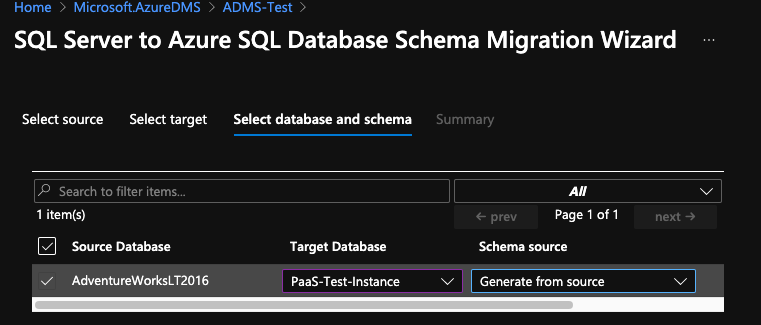 Home > Microsoft.AzureDMS > ADMS-Test >
SQL Server to Azure SQL Database Schema Migration Wizard ...
Select source Select target Select database and schema Summary
Search to filter items... All
1 item(s) ← prev Page 1 of 1 next →
Source Database Target Database Schema source
AdventureWorksLT2016 PaaS-Test-Instance Generate from source